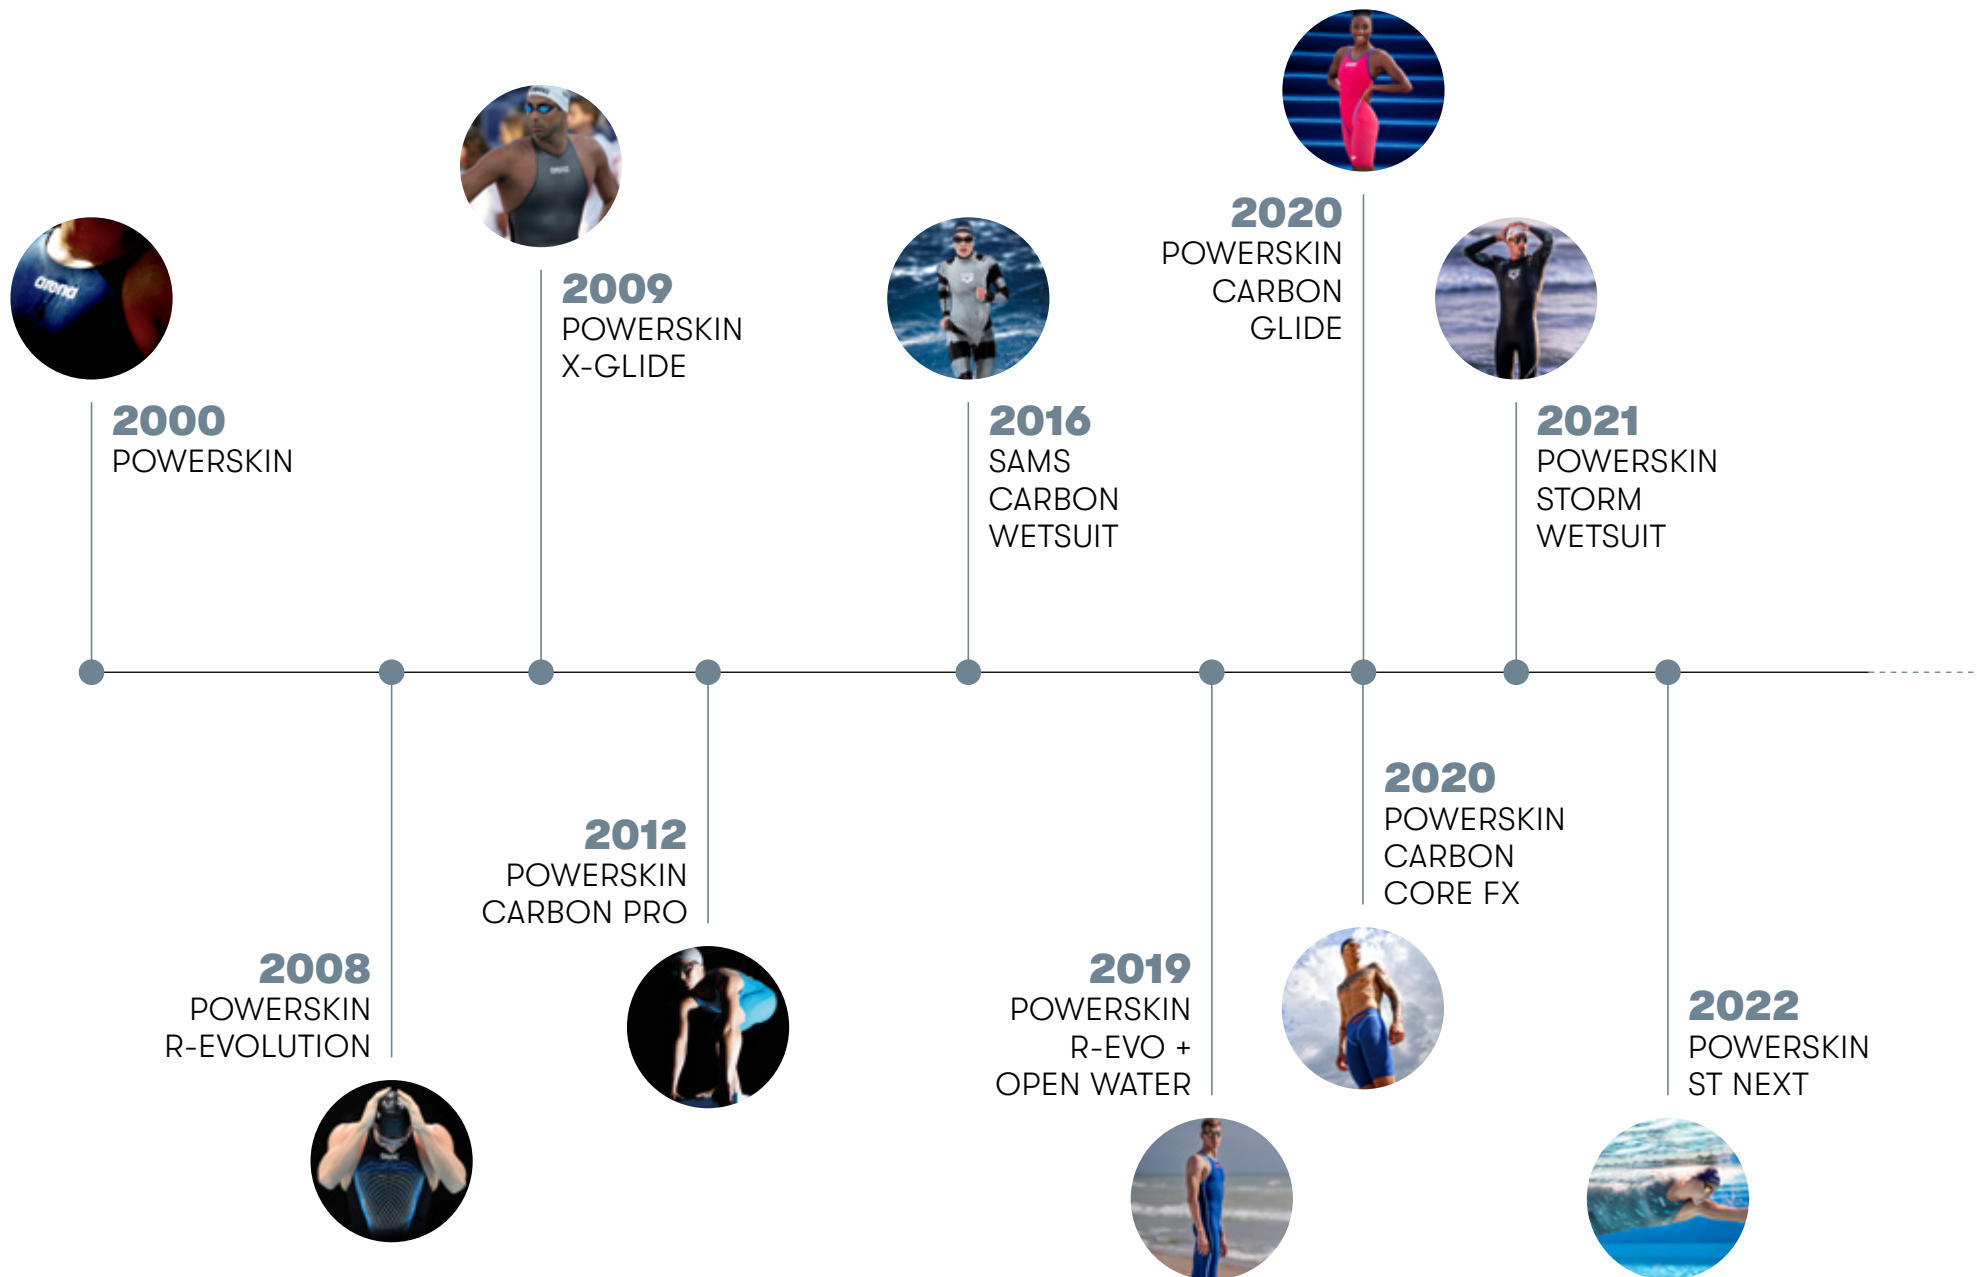 arena
2000
POWERSKIN
2008
POWERSKIN
R-EVOLUTION
arena
2009
POWERSKIN
X-GLIDE
2012
POWERSKIN
CARBON PRO
2016
SAMS
CARBON
WETSUIT
2019
POWERSKIN
R-EVO +
OPEN WATER
2020
POWERSKIN
CARBON
GLIDE
2020
POWERSKIN
CARBON
CORE FX
2021
POWERSKIN
STORM
WETSUIT
2022
POWERSKIN
ST NEXT